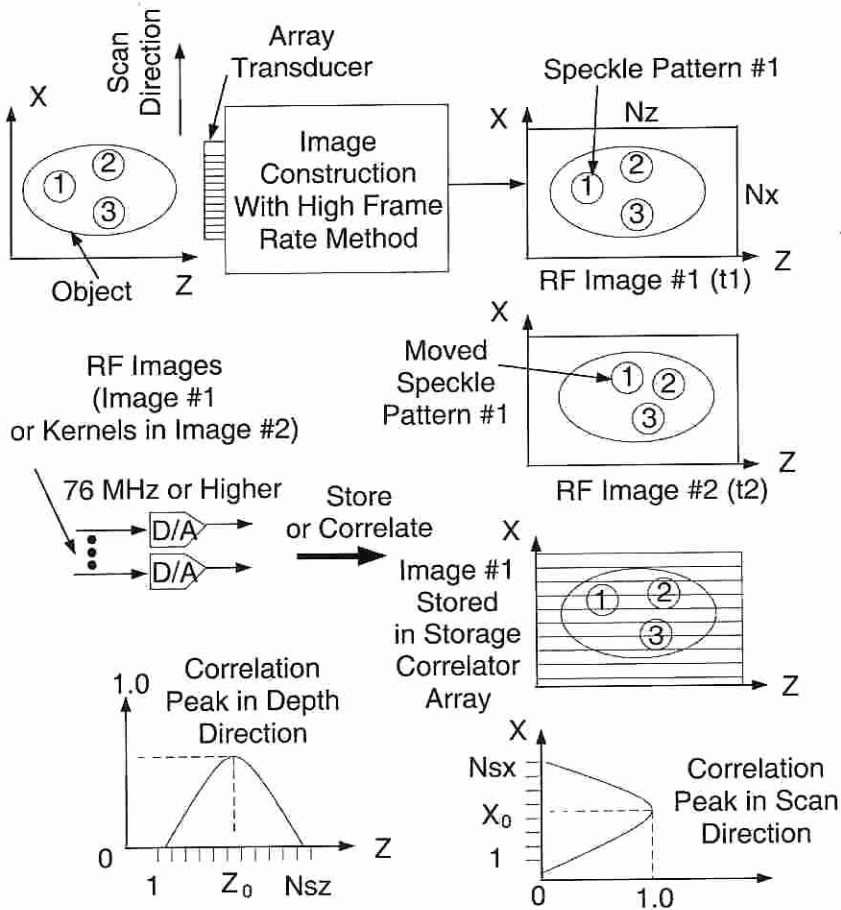 Scan
Direction
Array
Transducer
X
1
2
3
Z
Object
Image
Construction
With High Frame
Rate Method
Speckle Pattern #1
X
Nz
1
2
3
Nx
Z
RF Image #1 (t1)
X
Moved
Speckle
Pattern #1
1
2
3
Z
RF Image #2 (t2)
RF Images
(Image #1
or Kernels in Image #2)
76 MHz or Higher
D/A
D/A
Store
or Correlate
X
Image #1
Stored
in Storage
Correlator
Array
1
2
3
Z
1.0
Correlation
Peak in Depth
Direction
0
1
Z0
Nsz
Z
X
Nsx
X0
1
0
1.0
Correlation
Peak in Scan
Direction